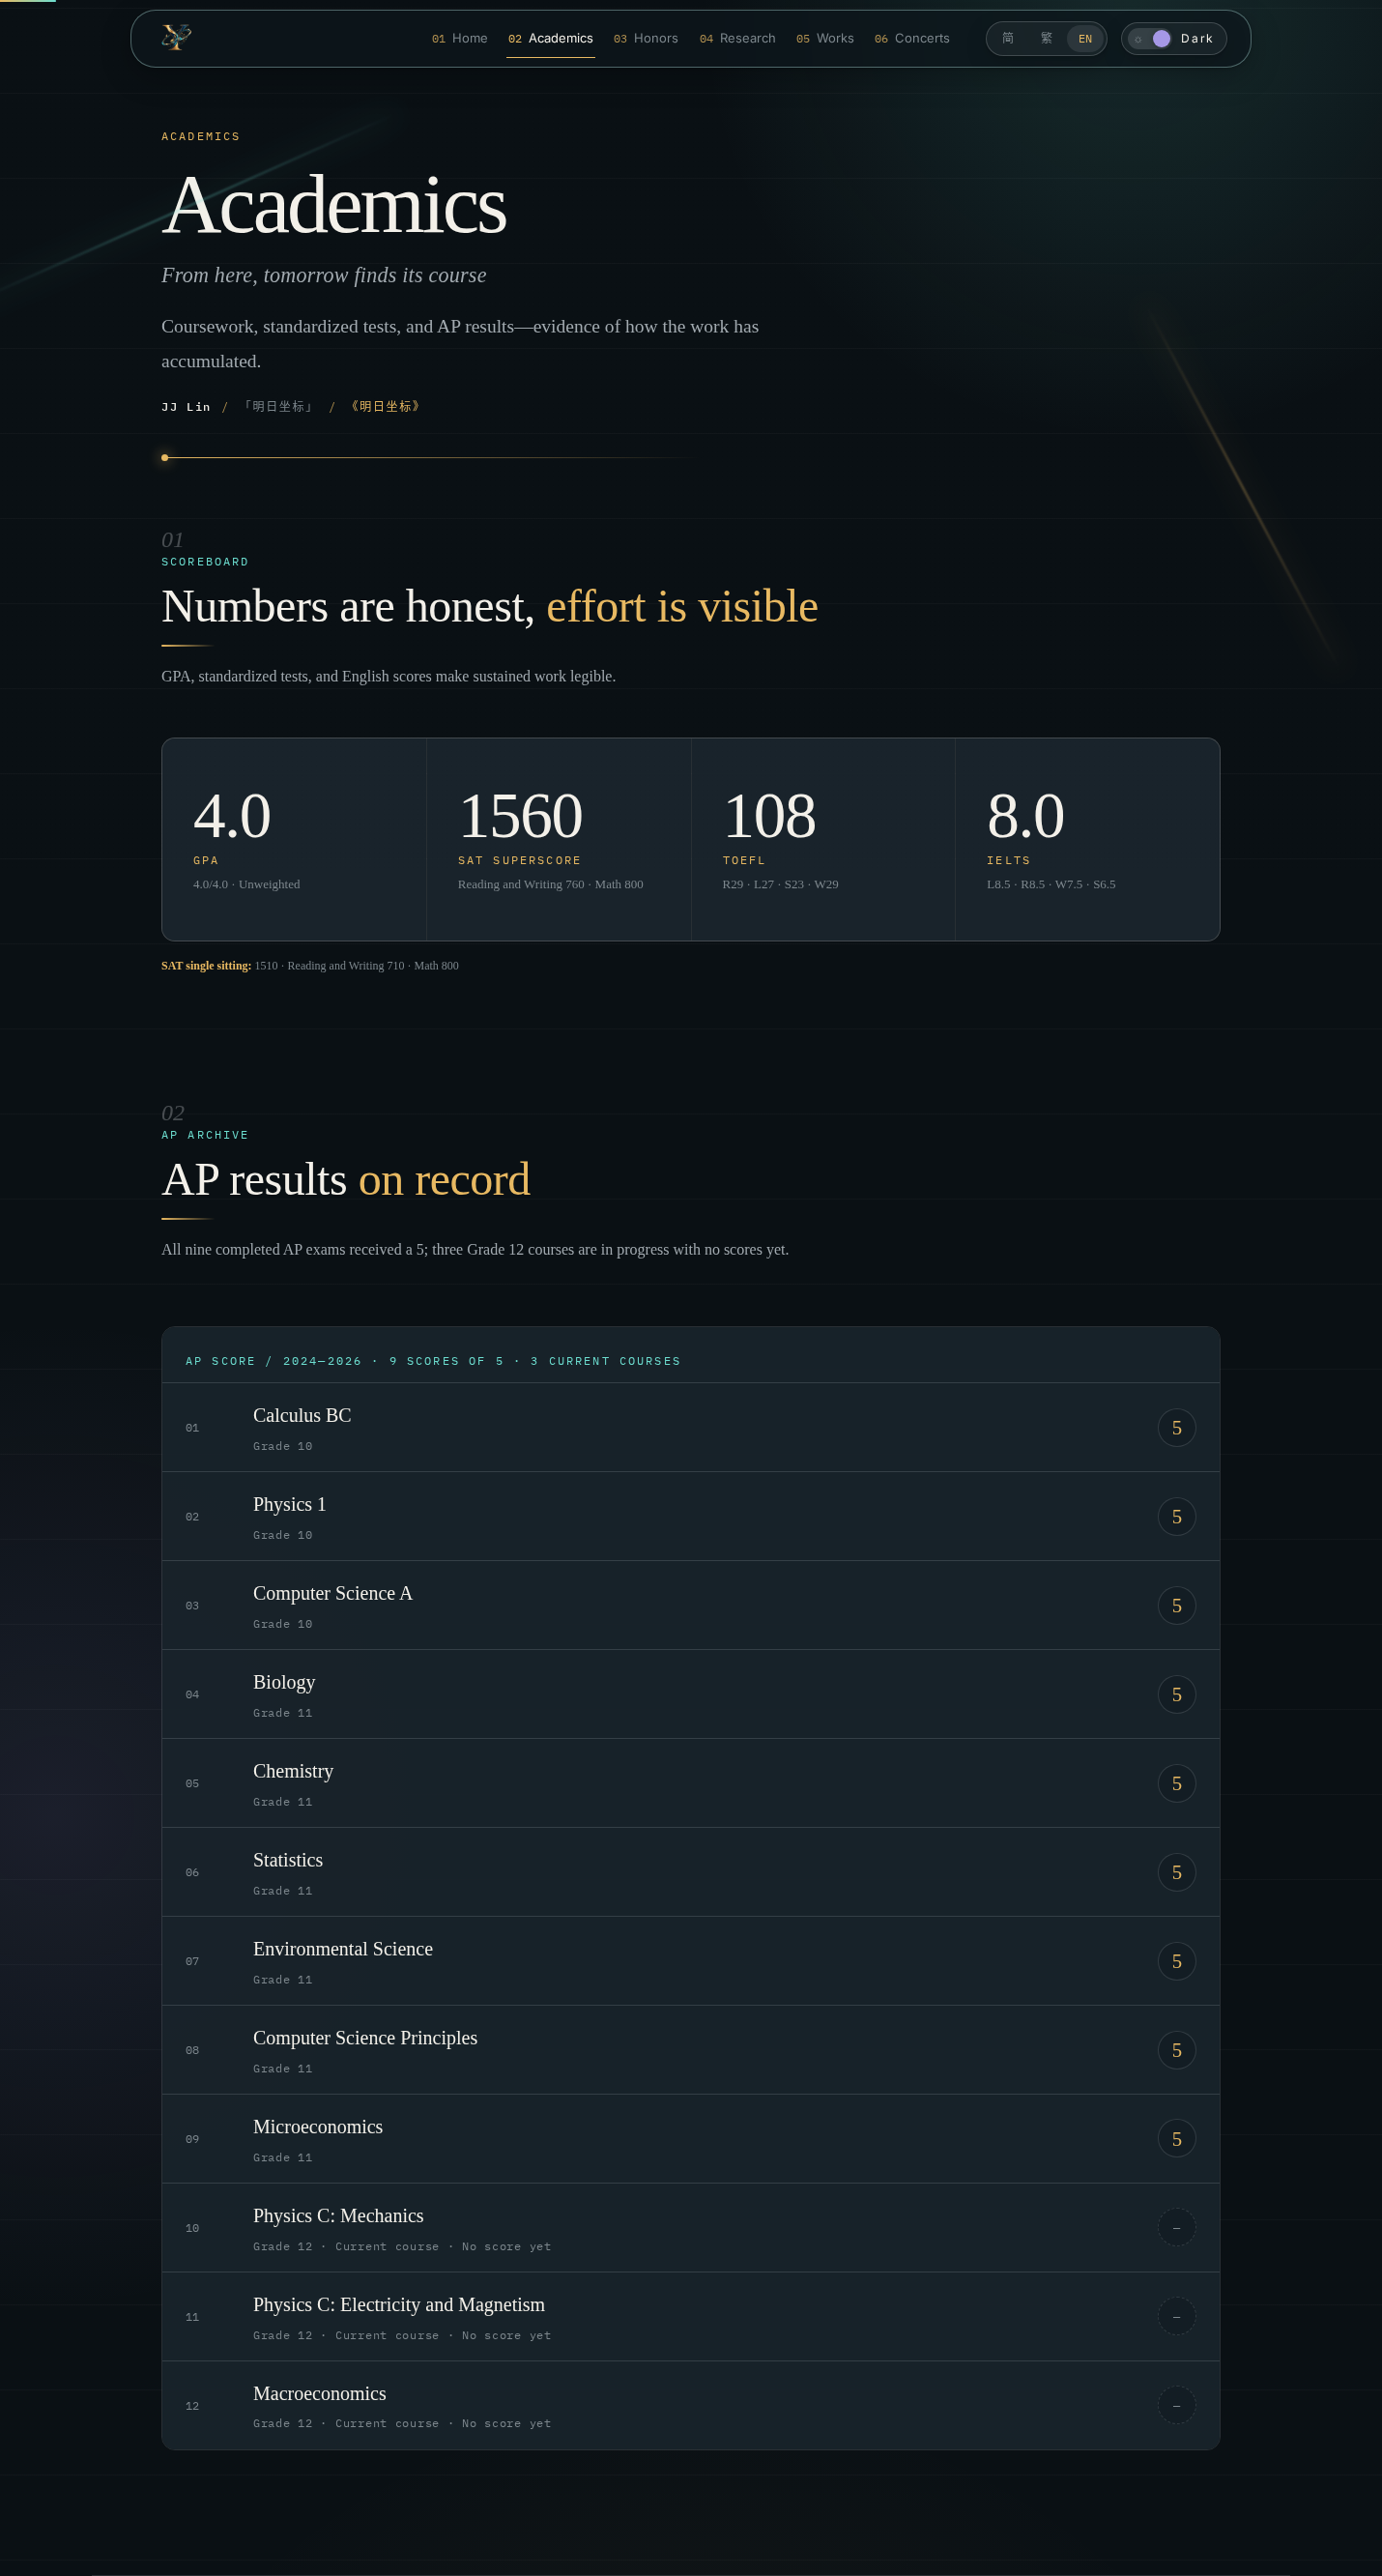 01 Home 02 Academics 03 Honors 04 Research 05 Works 06 Concerts 简 繁 EN Dark
ACADEMICS
Academics
From here, tomorrow finds its course
Coursework, standardized tests, and AP results—evidence of how the work has
accumulated.
JJ Lin / 「明日坐标」 / 《明日坐标》
01
SCOREBOARD
Numbers are honest, effort is visible
GPA, standardized tests, and English scores make sustained work legible.
4.0 1560 108 8.0
GPA SAT SUPERSCORE TOEFL IELTS
4.0/4.0 · Unweighted Reading and Writing 760 · Math 800 R29 · L27 · S23 · W29 L8.5 · R8.5 · W7.5 · S6.5
SAT single sitting: 1510 · Reading and Writing 710 · Math 800
02
AP ARCHIVE
AP results on record
All nine completed AP exams received a 5; three Grade 12 courses are in progress with no scores yet.
AP SCORE / 2024—2026 · 9 SCORES OF 5 · 3 CURRENT COURSES
01 Calculus BC 5
Grade 10
02 Physics 1 5
Grade 10
03 Computer Science A 5
Grade 10
04 Biology 5
Grade 11
05 Chemistry 5
Grade 11
06 Statistics 5
Grade 11
07 Environmental Science 5
Grade 11
08 Computer Science Principles 5
Grade 11
09 Microeconomics 5
Grade 11
10 Physics C: Mechanics —
Grade 12 · Current course · No score yet
11 Physics C: Electricity and Magnetism —
Grade 12 · Current course · No score yet
12 Macroeconomics —
Grade 12 · Current course · No score yet